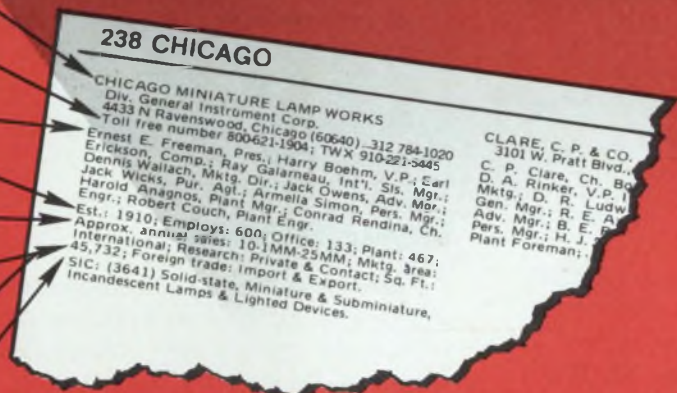 238 CHICAGO
CHICAGO MINIATURE LAMP WORKS
Div. General Instrument Corp.
4433 N Ravenswood, Chicago (60640)...312 784-1020
Toll free number 800-621-1904; TWX 910-221-5445
Ernest E. Freeman, Pres.; Harry Boehm, V.P.; Earl
Erickson, Comp.; Ray Galarneau, Int'l. Sls. Mgr.;
Dennis Wallach, Mktg. Dir.; Jack Owens, Adv. Mgr.;
Jack Wicks, Pur. Agt.; Armella Simon, Pers. Mgr.;
Harold Anagnos, Plant Mgr.; Conrad Rendina, Ch.
Engr.; Robert Couch, Plant Engr.
Est.: 1910; Employs: 600; Office: 133; Plant: 467;
Approx. annual sales: 10-1MM-25MM; Mktg. area:
International; Research: Private & Contact; Sq. Ft.:
45,732; Foreign trade: Import & Export.
SIC: (3641) Solid-state, Miniature & Subminiature,
Incandescent Lamps & Lighted Devices.
CLARE, C. P. & CO.
3101 W. Pratt Blvd.,
C. P. Clare, Ch. Bo
D. A. Rinker, V.P.
Mktg.; D. R. Ludw
Gen. Mgr.; R. E. A
Adv. Mgr.; B. E.
Pers. Mgr.; H. J.
Plant Foreman;